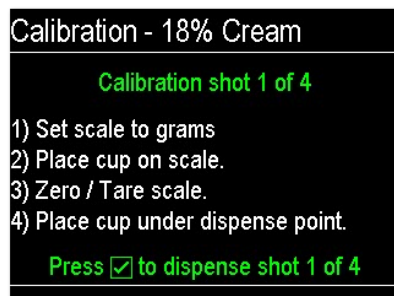 Calibration - 18% Cream
Calibration shot 1 of 4
1) Set scale to grams
2) Place cup on scale.
3) Zero / Tare scale.
4) Place cup under dispense point.
Press ☑ to dispense shot 1 of 4